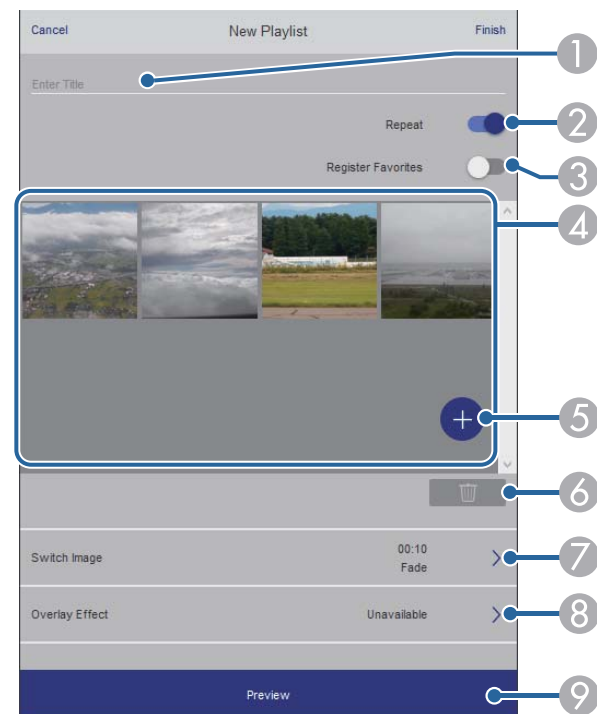 Cancel New Playlist Finish
1
Enter Title
Repeat
2
Register Favorites
3
4
5
6
Switch Image
00:10
Fade
7
Overlay Effect Unavailable
8
Preview
9